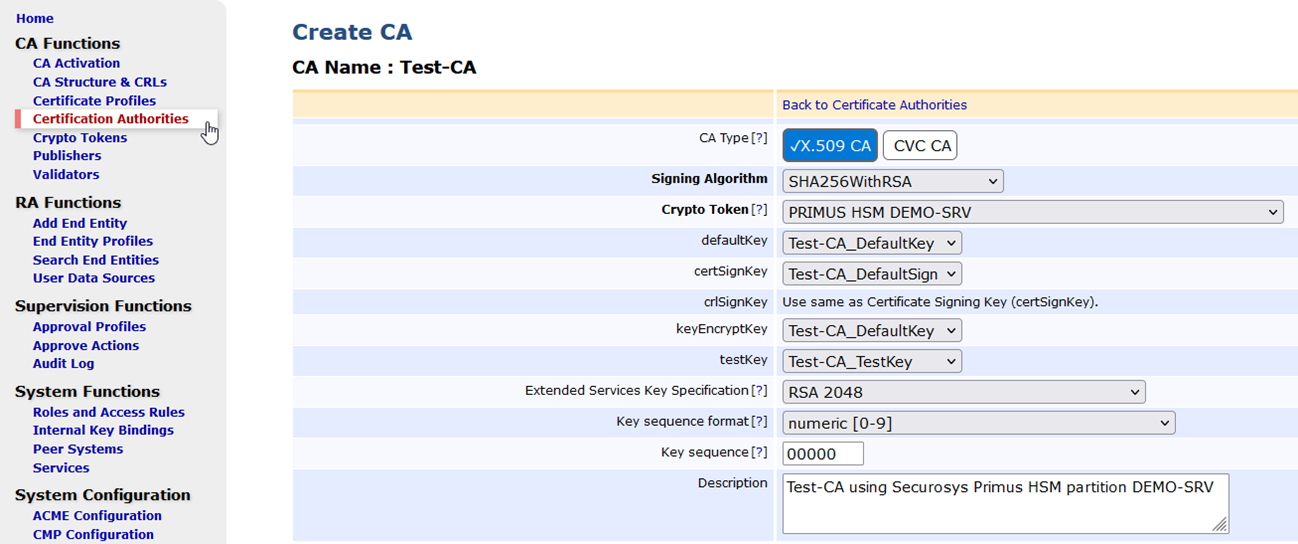 Home
CA Functions
CA Activation
CA Structure & CRLs
Certificate Profiles
Certification Authorities
Crypto Tokens
Publishers
Validators
RA Functions
Add End Entity
End Entity Profiles
Search End Entities
User Data Sources
Supervision Functions
Approval Profiles
Approve Actions
Audit Log
System Functions
Roles and Access Rules
Internal Key Bindings
Peer Systems
Services
System Configuration
ACME Configuration
CMP Configuration
Create CA
CA Name : Test-CA
Back to Certificate Authorities
CA Type [?] ✓X.509 CA CVC CA
Signing Algorithm SHA256WithRSA
Crypto Token [?] PRIMUS HSM DEMO-SRV
defaultKey Test-CA_DefaultKey
certSignKey Test-CA_DefaultSign
crlSignKey Use same as Certificate Signing Key (certSignKey).
keyEncryptKey Test-CA_DefaultKey
testKey Test-CA_TestKey
Extended Services Key Specification [?] RSA 2048
Key sequence format [?] numeric [0-9]
Key sequence [?] 00000
Description Test-CA using Securosys Primus HSM partition DEMO-SRV